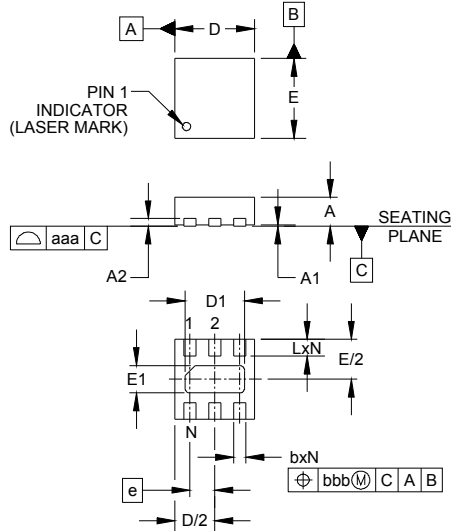 A
D
B
PIN 1
INDICATOR
(LASER MARK)
E
A
SEATING
PLANE
aaa C
C
A2
A1
D1
1 2
LxN
E/2
E1
N
bxN
e
bbb Ⓜ C A B
D/2